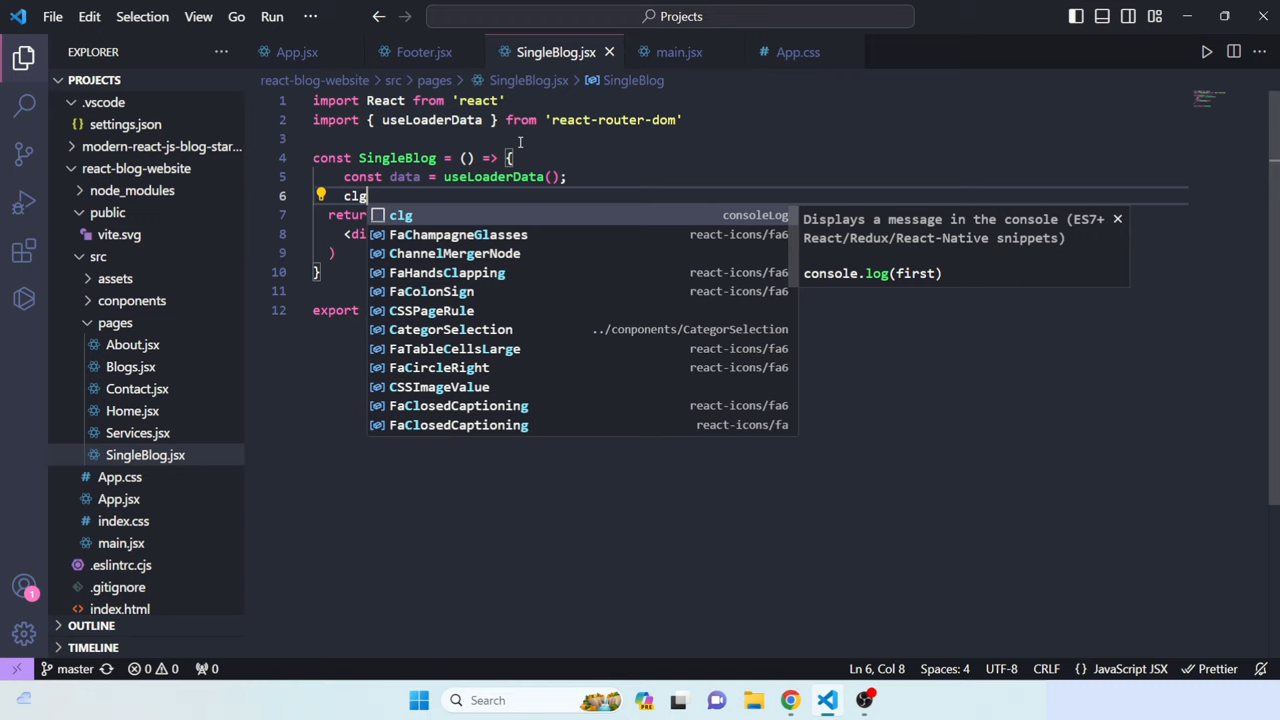 File Edit Selection View Go Run ··· Projects
EXPLORER ···
App.jsx Footer.jsx SingleBlog.jsx main.jsx App.css
PROJECTS
.vscode
settings.json
modern-react-js-blog-star...
react-blog-website
node_modules
public
vite.svg
src
assets
conponents
pages
About.jsx
Blogs.jsx
Contact.jsx
Home.jsx
Services.jsx
SingleBlog.jsx
App.css
App.jsx
index.css
main.jsx
.eslintrc.cjs
.gitignore
index.html
OUTLINE
TIMELINE
react-blog-website > src > pages > SingleBlog.jsx > SingleBlog
1 import React from 'react'
2 import { useLoaderData } from 'react-router-dom'
3
4 const SingleBlog = () => {
5 const data = useLoaderData();
6 clg
7 retur
8 <di
9 )
10 }
11
12 export
clg consoleLog
FaChampagneGlasses react-icons/fa6
ChannelMergerNode
FaHandsClapping react-icons/fa6
FaColonSign react-icons/fa6
CSSPageRule
CategorSelection ../conponents/CategorSelection
FaTableCellsLarge react-icons/fa6
FaCircleRight react-icons/fa6
CSSImageValue
FaClosedCaptioning react-icons/fa6
FaClosedCaptioning react-icons/fa
Displays a message in the console (ES7+
React/Redux/React-Native snippets)
console.log(first)
1
master 0 0 0 Ln 6, Col 8 Spaces: 4 UTF-8 CRLF {} JavaScript JSX Prettier
Search PRE